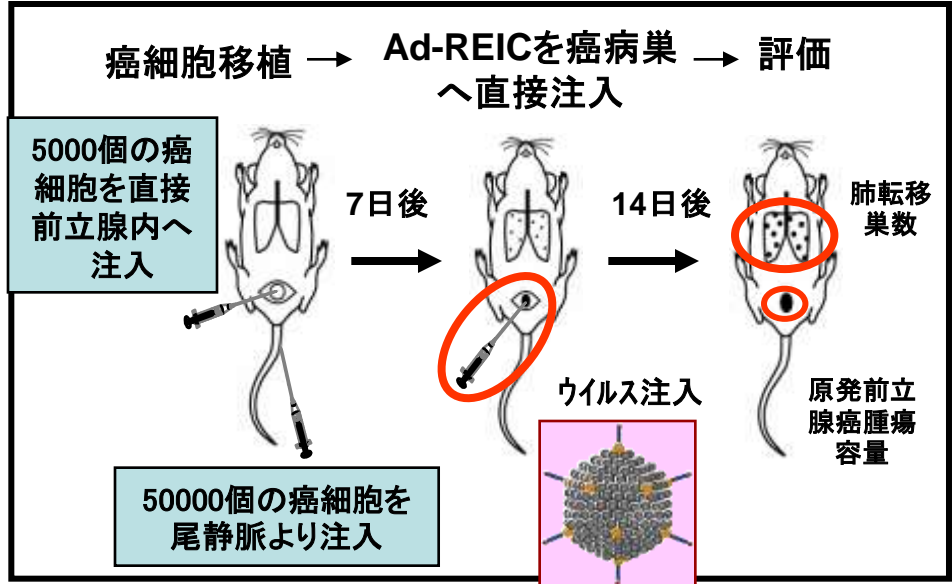 癌細胞移植 → Ad-REICを癌病巣 → 評価
へ直接注入
5000個の癌
細胞を直接
前立腺内へ
注入
7日後
14日後
肺転移
巣数
ウイルス注入
原発前立
腺癌腫瘍
容量
50000個の癌細胞を
尾静脈より注入